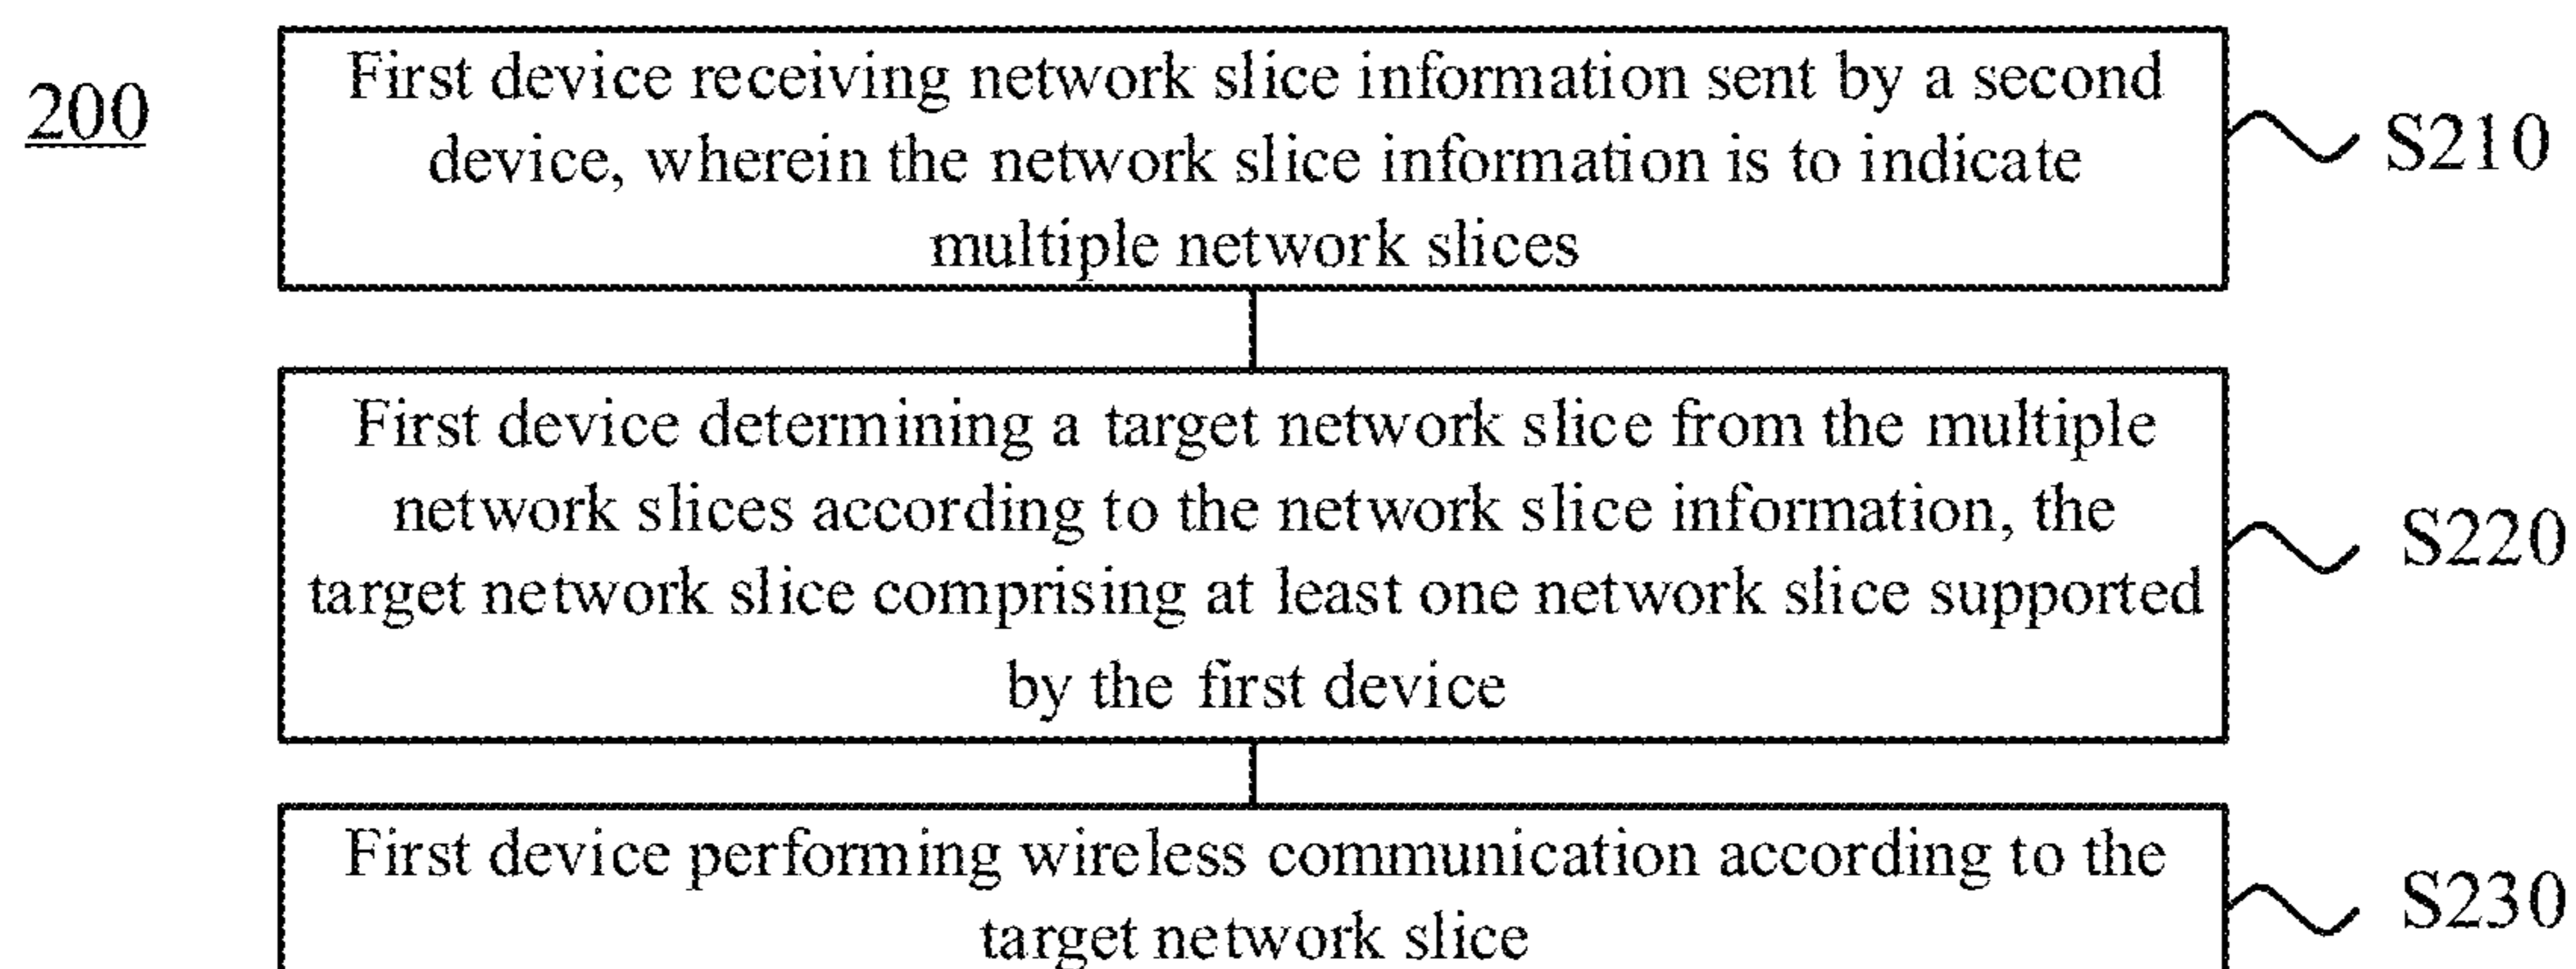 200
First device receiving network slice information sent by a second
device, wherein the network slice information is to indicate
multiple network slices
S210
First device determining a target network slice from the multiple
network slices according to the network slice information, the
target network slice comprising at least one network slice supported
by the first device
S220
First device performing wireless communication according to the
target network slice
S230